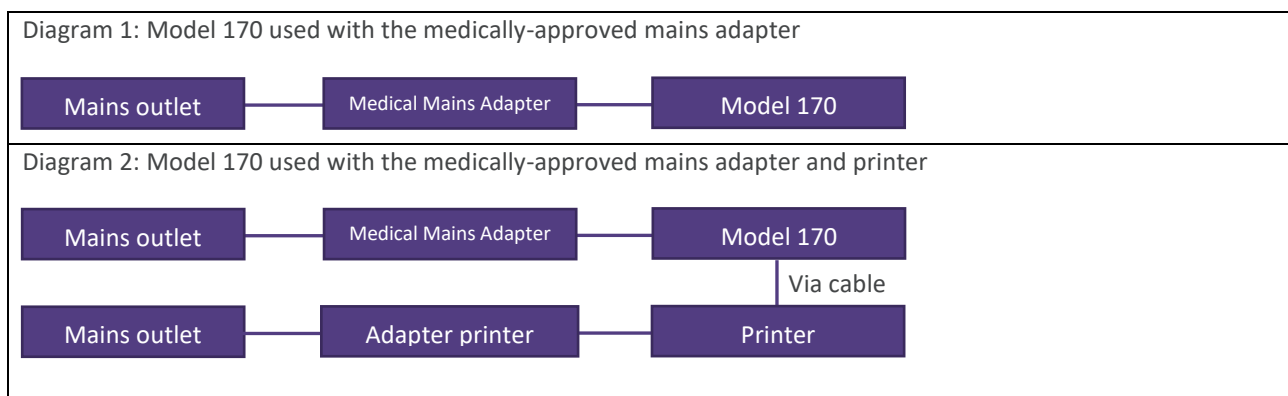 Diagram 1: Model 170 used with the medically-approved mains adapter
Mains outlet Medical Mains Adapter Model 170
Diagram 2: Model 170 used with the medically-approved mains adapter and printer
Mains outlet Medical Mains Adapter Model 170
Via cable
Mains outlet Adapter printer Printer